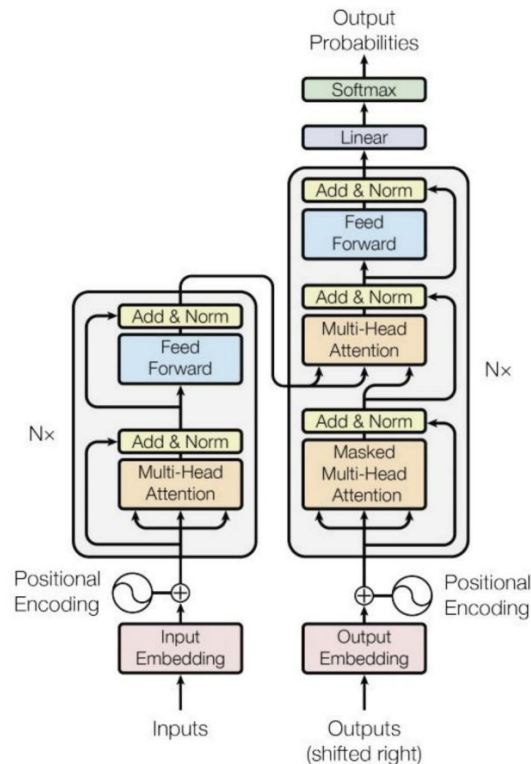 Output
Probabilities
Softmax
Linear
Add & Norm
Feed
Forward
Add & Norm
Multi-Head
Attention
Add & Norm
Masked
Multi-Head
Attention
N×
Add & Norm
Feed
Forward
Add & Norm
Multi-Head
Attention
N×
Positional
Encoding
Positional
Encoding
Input
Embedding
Output
Embedding
Inputs
Outputs
(shifted right)